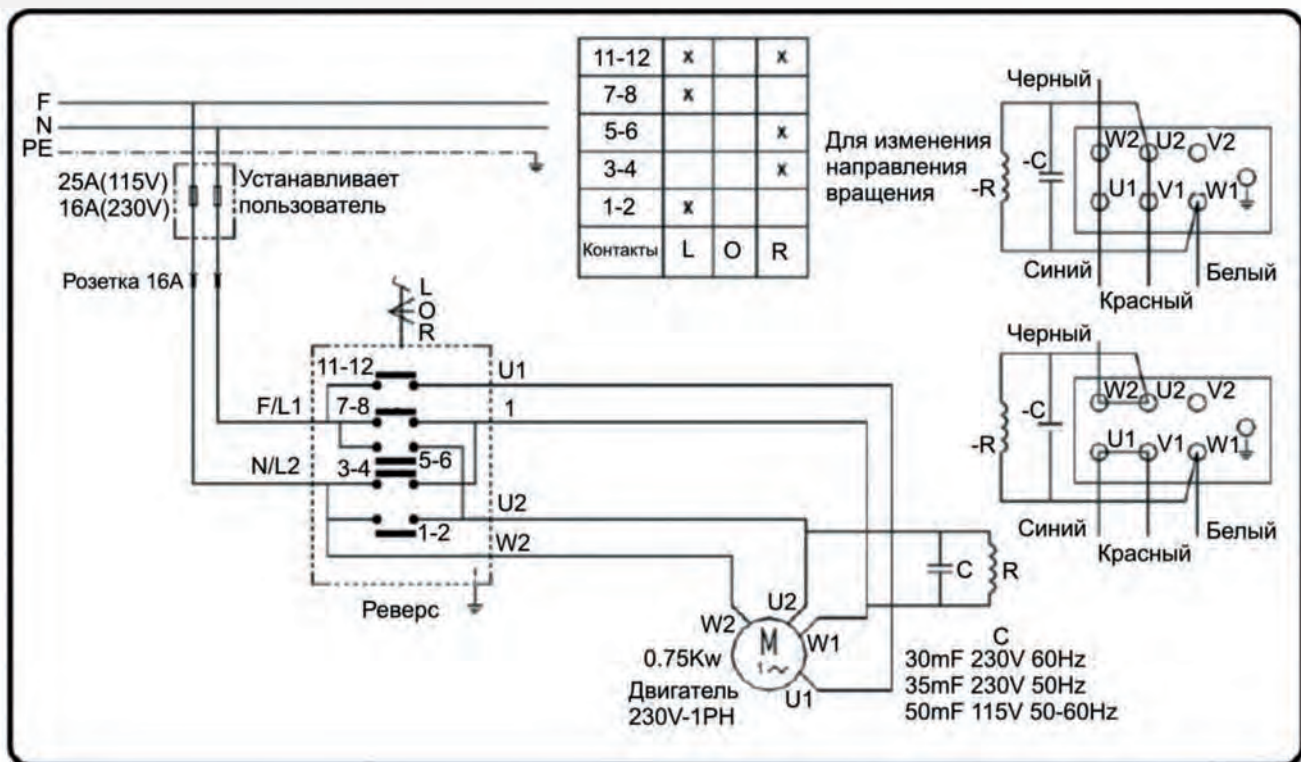 F
N
PE
25A(115V)
16A(230V)
Устанавливает
пользователь
Розетка 16А
11-12 x x
7-8 x
5-6 x
3-4 x
1-2 x
Контакты L O R
L
O
R
11-12
F/L1
7-8
N/L2
3-4
5-6
1-2
U1
1
U2
W2
Реверс
W2
U2
W1
U1
M
1~
0.75Kw
Двигатель
230V-1PH
C
R
C
30mF 230V 60Hz
35mF 230V 50Hz
50mF 115V 50-60Hz
Для изменения
направления
вращения
Черный
-R
-C
W2 U2 V2
U1 V1 W1
Синий
Красный
Белый
Черный
-R
-C
W2 U2 V2
U1 V1 W1
Синий
Красный
Белый